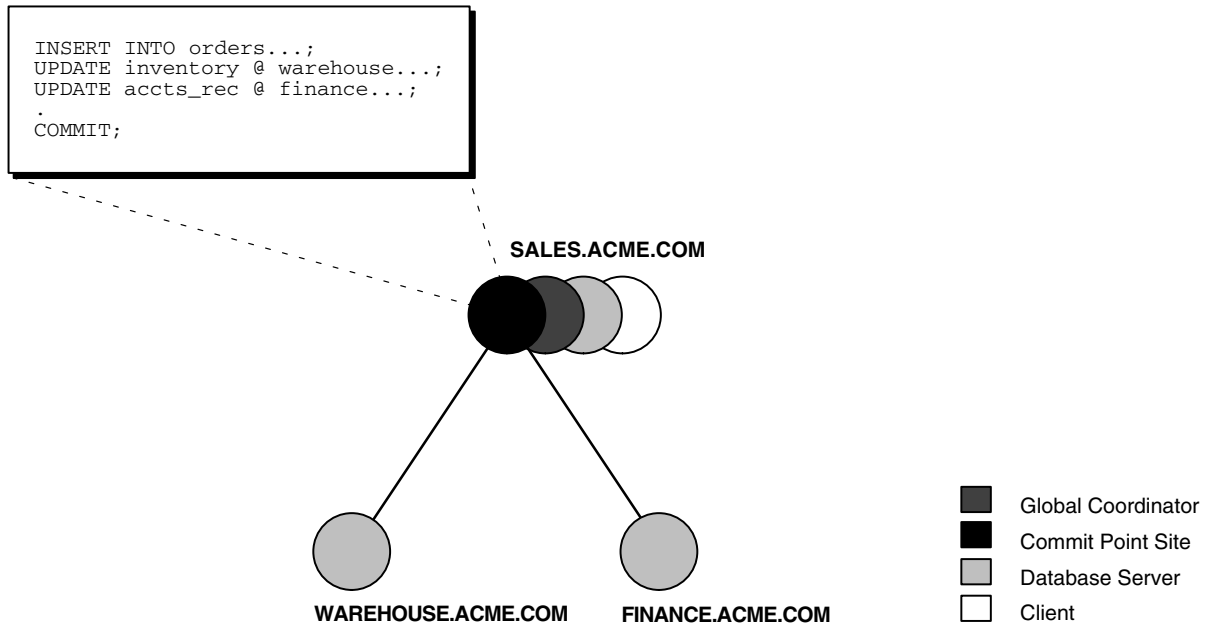 INSERT INTO orders...;
UPDATE inventory @ warehouse...;
UPDATE accts_rec @ finance...;
.
COMMIT;
SALES.ACME.COM
WAREHOUSE.ACME.COM
FINANCE.ACME.COM
Global Coordinator
Commit Point Site
Database Server
Client